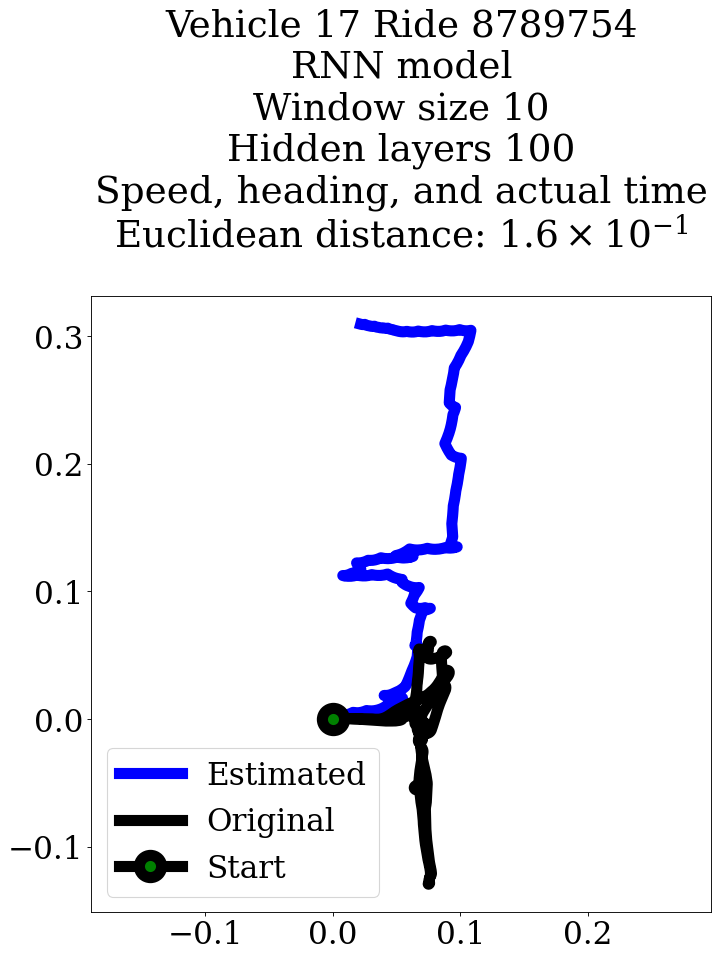 Vehicle 17 Ride 8789754
RNN model
Window size 10
Hidden layers 100
Speed, heading, and actual time
Euclidean distance: 1.6 × 10⁻¹
0.3
0.2
0.1
0.0
−0.1
Estimated
Original
Start
−0.1 0.0 0.1 0.2